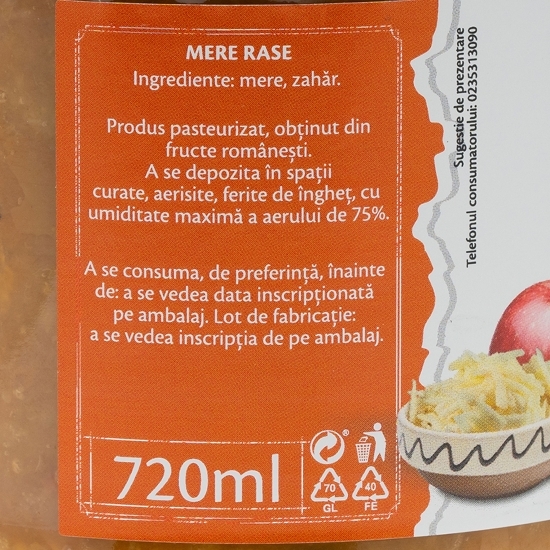 MERE RASE
Ingrediente: mere, zahăr.
Produs pasteurizat, obținut din
fructe românești.
A se depozita în spații
curate, aerisite, ferite de îngheț, cu
umiditate maximă a aerului de 75%.
A se consuma, de preferință, înainte
de: a se vedea data inscripționată
pe ambalaj. Lot de fabricație:
a se vedea inscripția de pe ambalaj.
720ml
70
GL
40
FE
Sugestie de prezentare
Telefonul consumatorului: 0235313090